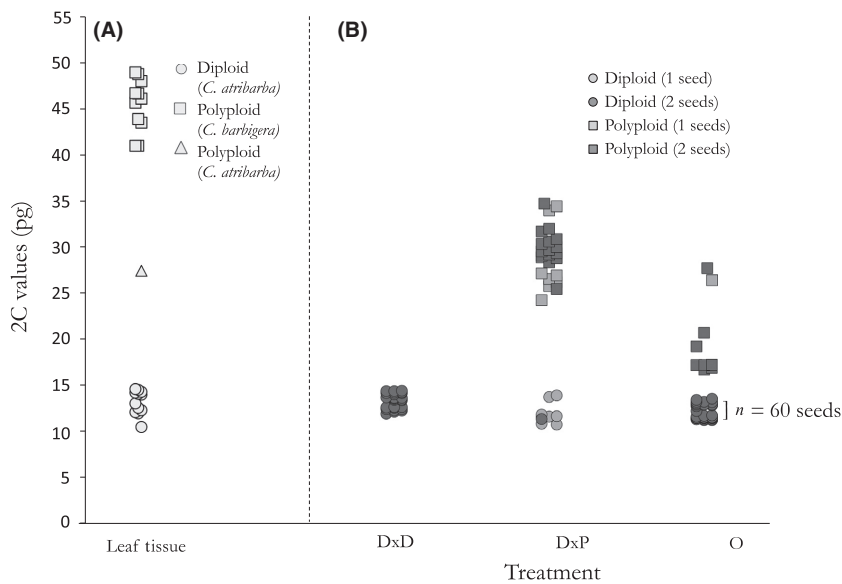 (A)
(B)
55
50
45
40
35
30
25
20
15
10
5
0
2C values (pg)
Diploid
(C. atribarba)
Polyploid
(C. barbigera)
Polyploid
(C. atribarba)
Diploid (1 seed)
Diploid (2 seeds)
Polyploid (1 seeds)
Polyploid (2 seeds)
] n = 60 seeds
Leaf tissue
DxD
DxP
O
Treatment